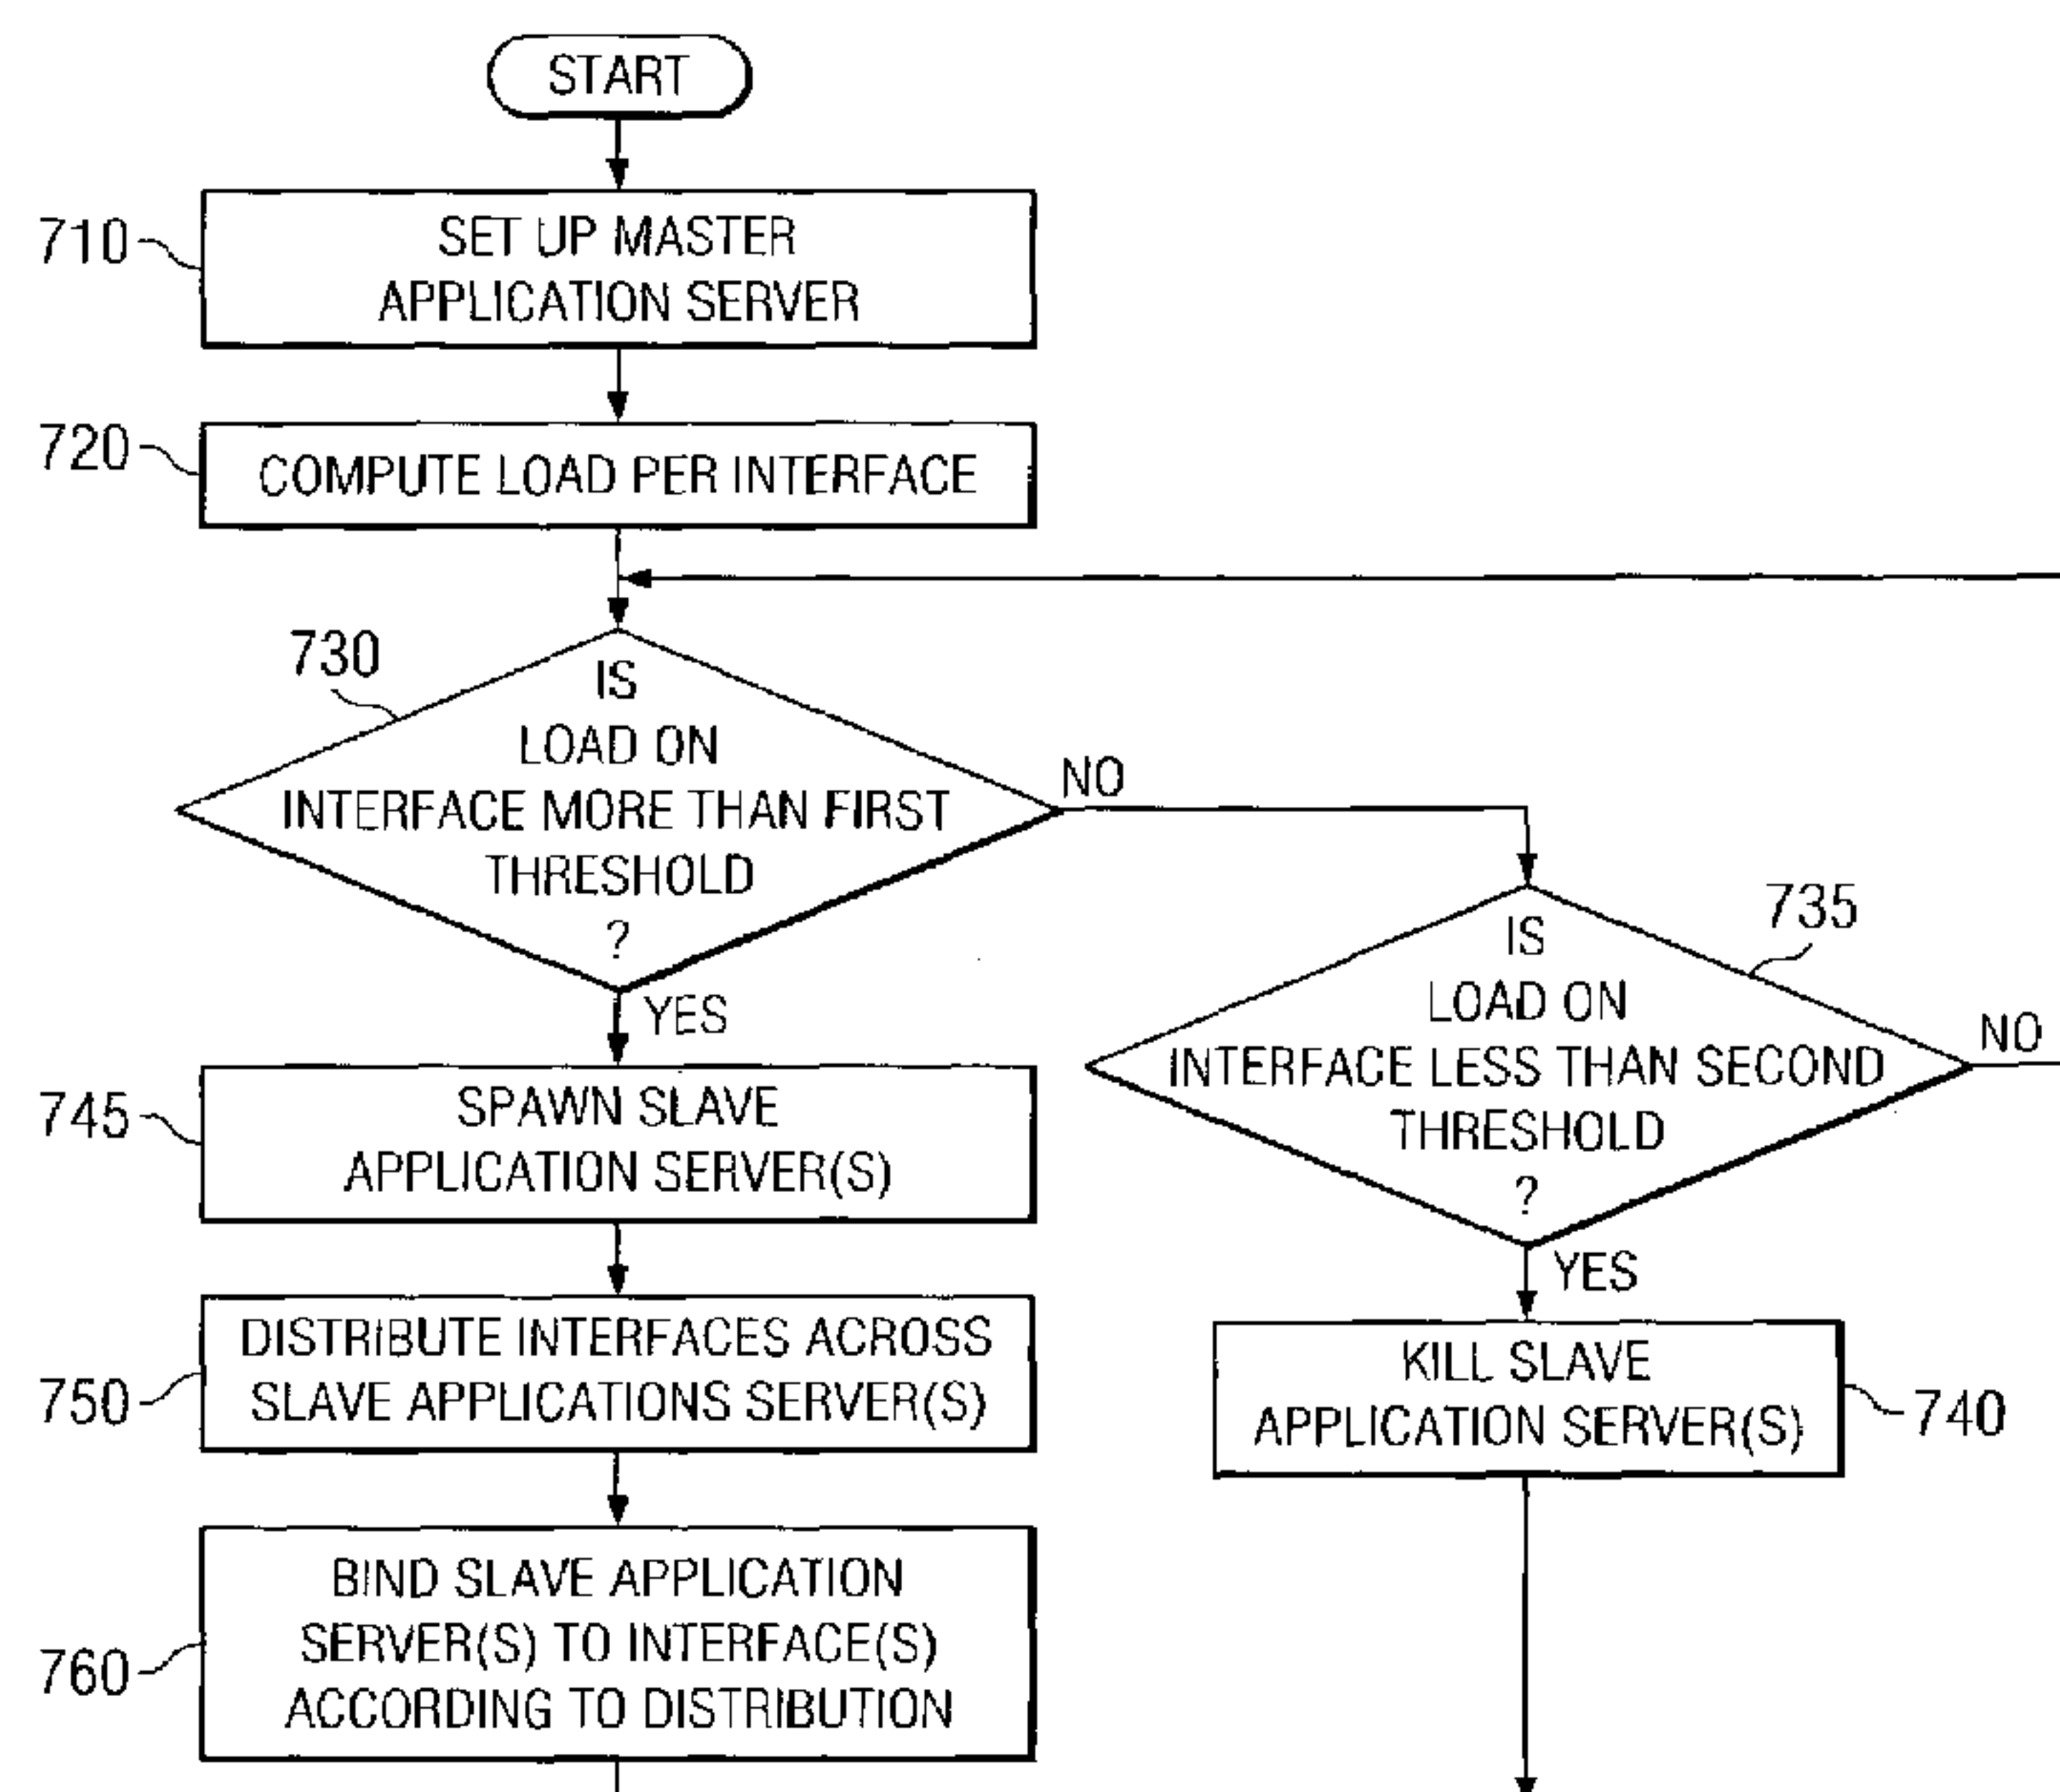 START
710
SET UP MASTER
APPLICATION SERVER
720
COMPUTE LOAD PER INTERFACE
730
IS
LOAD ON
INTERFACE MORE THAN FIRST
THRESHOLD
?
NO
YES
735
IS
LOAD ON
INTERFACE LESS THAN SECOND
THRESHOLD
?
NO
YES
745
SPAWN SLAVE
APPLICATION SERVER(S)
750
DISTRIBUTE INTERFACES ACROSS
SLAVE APPLICATIONS SERVER(S)
KILL SLAVE
APPLICATION SERVER(S)
740
760
BIND SLAVE APPLICATION
SERVER(S) TO INTERFACE(S)
ACCORDING TO DISTRIBUTION